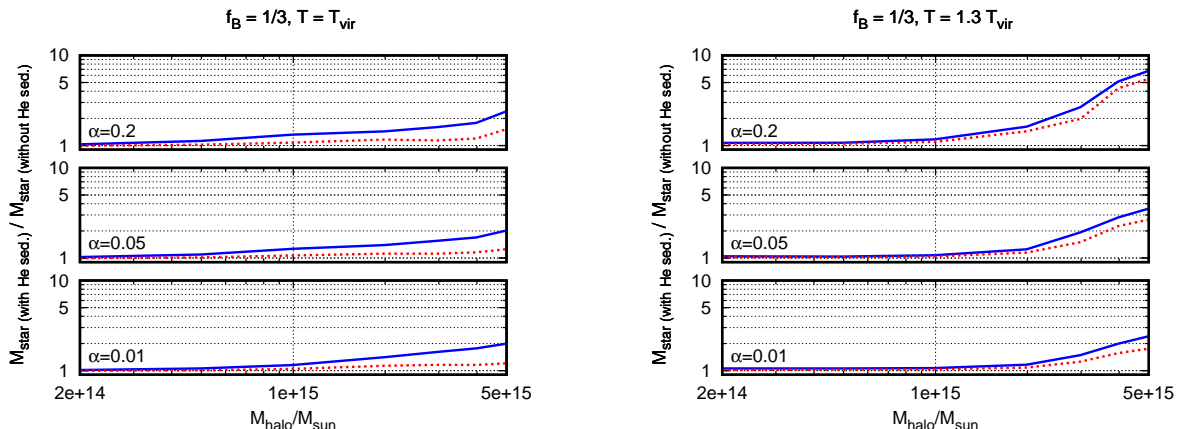 f_B = 1/3, T = T_vir
M_star (with He sed.) / M_star (without He sed.)
10
5
α=0.2
1
10
5
α=0.05
1
10
5
α=0.01
1
2e+14 1e+15 5e+15
M_halo/M_sun
f_B = 1/3, T = 1.3 T_vir
M_star (with He sed.) / M_star (without He sed.)
10
5
α=0.2
1
10
5
α=0.05
1
10
5
α=0.01
1
2e+14 1e+15 5e+15
M_halo/M_sun